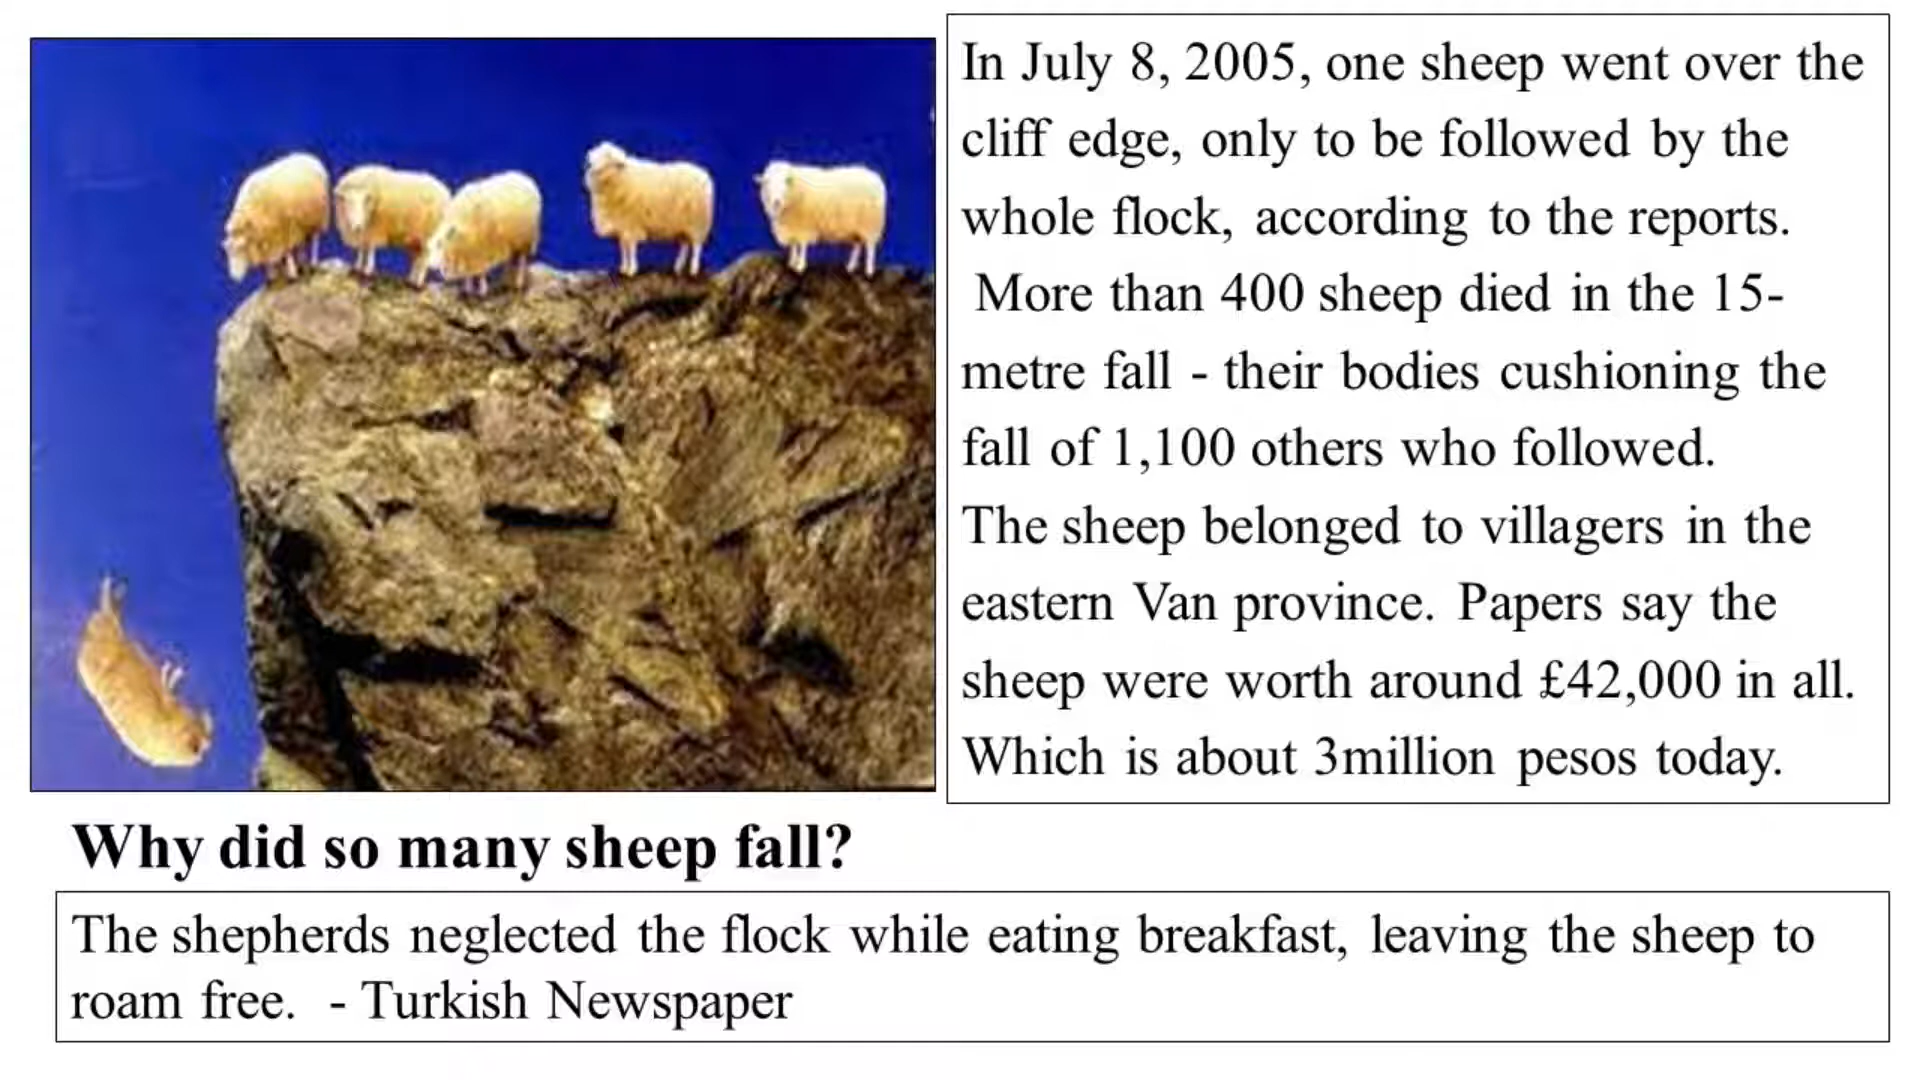 In July 8, 2005, one sheep went over the
cliff edge, only to be followed by the
whole flock, according to the reports.
More than 400 sheep died in the 15-
metre fall - their bodies cushioning the
fall of 1,100 others who followed.
The sheep belonged to villagers in the
eastern Van province. Papers say the
sheep were worth around £42,000 in all.
Which is about 3million pesos today.
Why did so many sheep fall?
The shepherds neglected the flock while eating breakfast, leaving the sheep to
roam free. - Turkish Newspaper